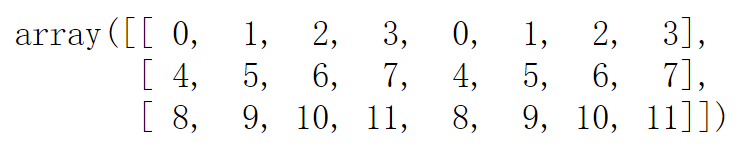 array([[ 0,  1,  2,  3,  0,  1,  2,  3],
       [ 4,  5,  6,  7,  4,  5,  6,  7],
       [ 8,  9, 10, 11,  8,  9, 10, 11]])